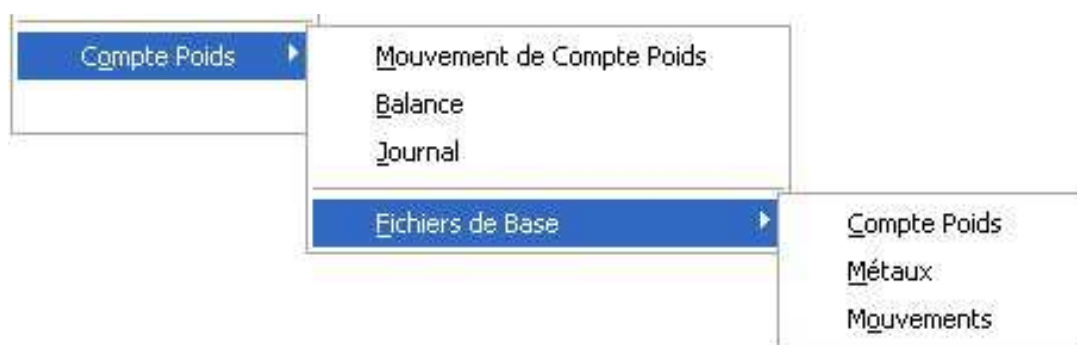 Compte Poids
Mouvement de Compte Poids
Balance
Journal
Fichiers de Base
Compte Poids
Métaux
Mouvements